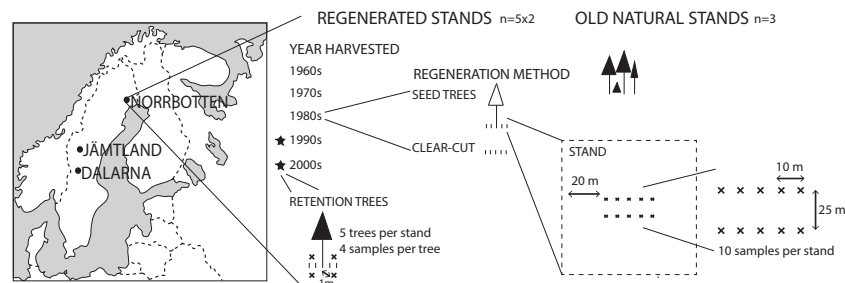 REGENERATED STANDS n=5x2
OLD NATURAL STANDS n=3
YEAR HARVESTED
1960s
1970s
1980s
1990s
2000s
REGENERATION METHOD
SEED TREES
CLEAR-CUT
RETENTION TREES
5 trees per stand
4 samples per tree
1m
NORRBOTTEN
JÄMTLAND
DALARNA
STAND
20 m
10 m
25 m
10 samples per stand